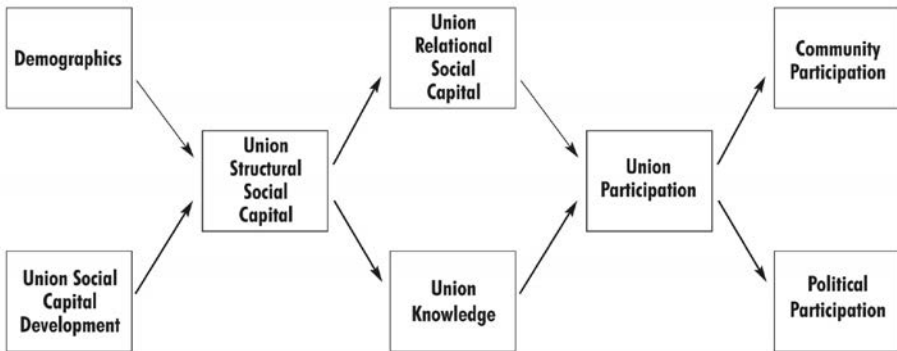 Demographics
Union
Relational
Social
Capital
Community
Participation
Union
Structural
Social
Capital
Union
Participation
Union Social
Capital
Development
Union
Knowledge
Political
Participation